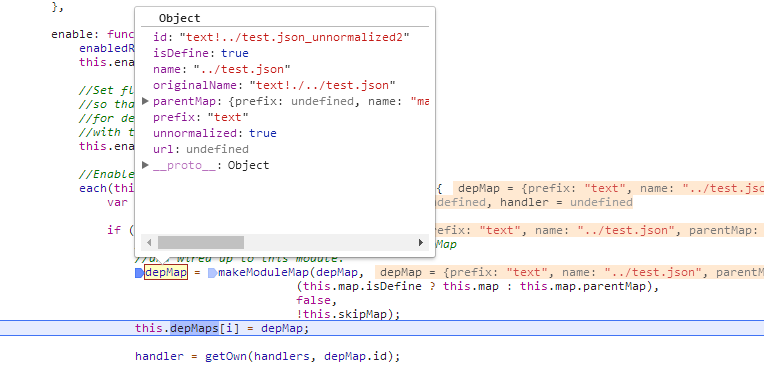 },
Object
enable: func
id: "text!../test.json_unnormalized2"
enabledR
isDefine: true
this.ena
name: "../test.json"
originalName: "text!./../test.json"
//Set fl
parentMap: {prefix: undefined, name: "ma
//so tha
prefix: "text"
//for de
unnormalized: true
//with t
url: undefined
this.ena
__proto__: Object
//Enable
each(thi
{ depMap = {prefix: "text", name: "../test.jso
var
defined, handler = undefined
if (
refix: "text", name: "../test.json", parentMap:
Map
wired up to this module.
depMap = makeModuleMap(depMap, depMap = {prefix: "text", name: "../test.json", parentM
(this.map.isDefine ? this.map : this.map.parentMap),
false,
!this.skipMap);
this.depMaps[i] = depMap;
handler = getOwn(handlers, depMap.id);